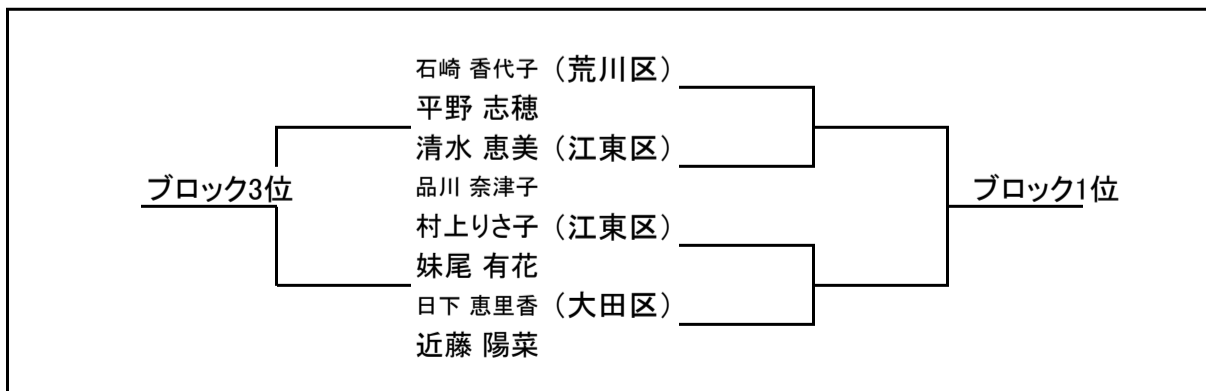 石崎 香代子（荒川区）
平野 志穂
清水 恵美（江東区）
ブロック3位
品川 奈津子
ブロック1位
村上りさ子（江東区）
妹尾 有花
日下 恵里香（大田区）
近藤 陽菜